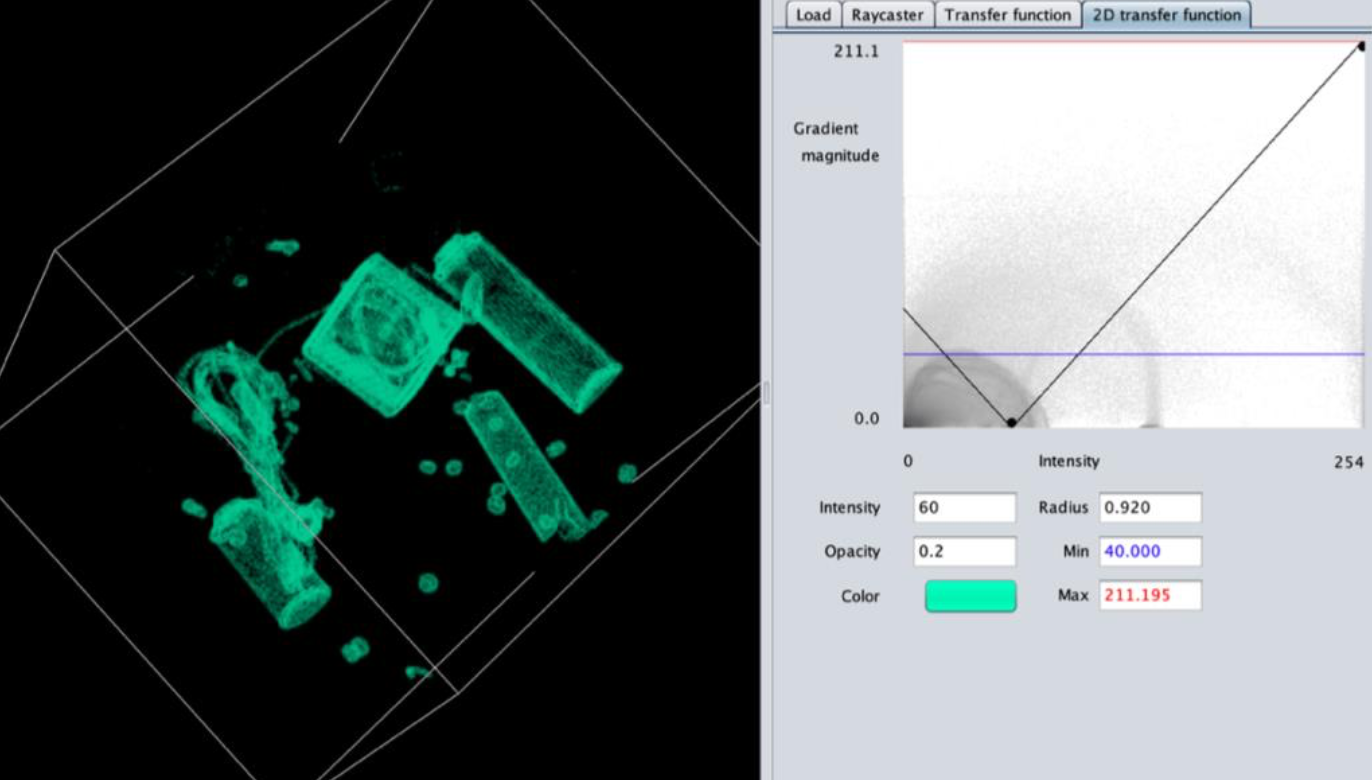 Load Raycaster Transfer function 2D transfer function
211.1
Gradient
magnitude
0.0
0 Intensity 254
Intensity 60 Radius 0.920
Opacity 0.2 Min 40.000
Color Max 211.195